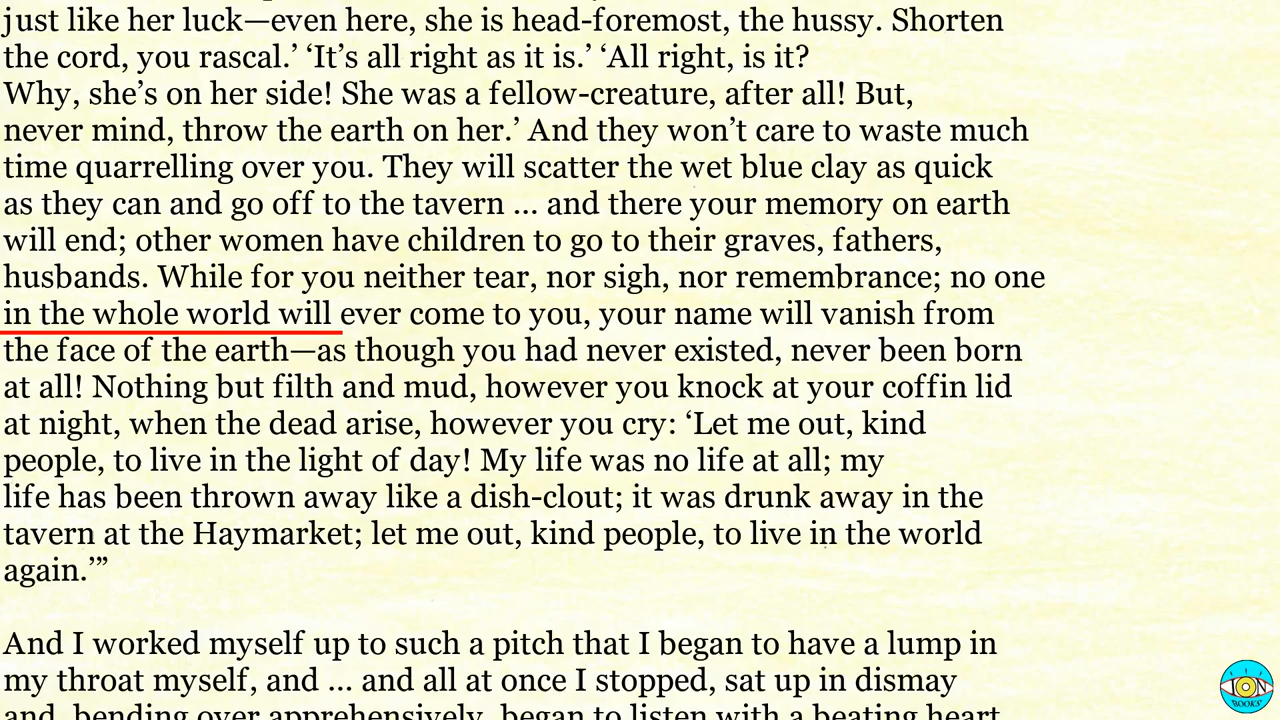 just like her luck—even here, she is head-foremost, the hussy. Shorten
the cord, you rascal.’ ‘It’s all right as it is.’ ‘All right, is it?
Why, she’s on her side! She was a fellow-creature, after all! But,
never mind, throw the earth on her.’ And they won’t care to waste much
time quarrelling over you. They will scatter the wet blue clay as quick
as they can and go off to the tavern ... and there your memory on earth
will end; other women have children to go to their graves, fathers,
husbands. While for you neither tear, nor sigh, nor remembrance; no one
in the whole world will ever come to you, your name will vanish from
the face of the earth—as though you had never existed, never been born
at all! Nothing but filth and mud, however you knock at your coffin lid
at night, when the dead arise, however you cry: ‘Let me out, kind
people, to live in the light of day! My life was no life at all; my
life has been thrown away like a dish-clout; it was drunk away in the
tavern at the Haymarket; let me out, kind people, to live in the world
again.’”
And I worked myself up to such a pitch that I began to have a lump in
my throat myself, and ... and all at once I stopped, sat up in dismay
and, bending over apprehensively, began to listen with a beating heart.
ION
BOOKS